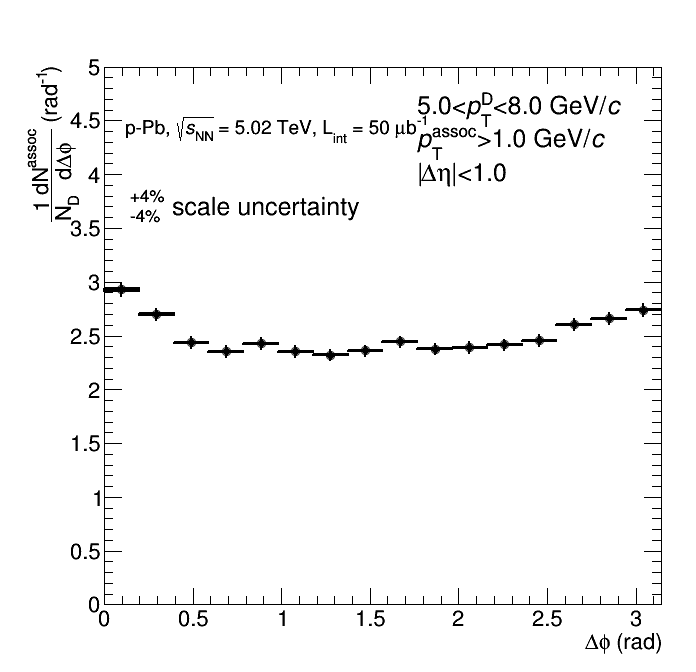 5
4.5
4
3.5
3
2.5
2
1.5
1
0.5
0
1 dN^assoc / N_D dΔφ (rad^-1)
p-Pb, √s_NN = 5.02 TeV, L_int = 50 μb^-1
5.0<p_T^D<8.0 GeV/c
p_T^assoc>1.0 GeV/c
|Δη|<1.0
+4%
-4% scale uncertainty
0 0.5 1 1.5 2 2.5 3
Δφ (rad)